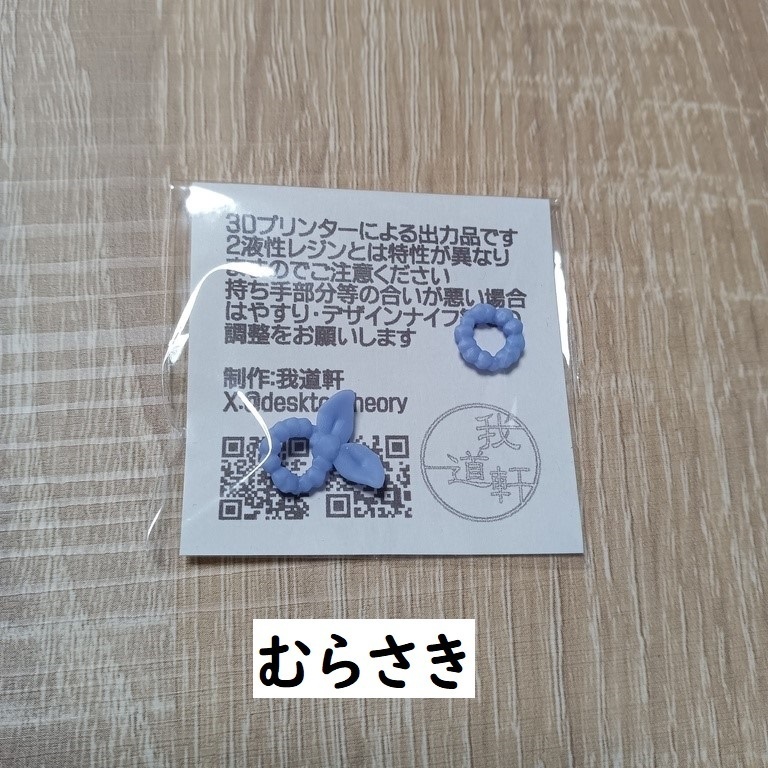 3Dプリンターによる出力品です
2液性レジンとは特性が異なり
ますのでご注意ください
持ち手部分等の合いが悪い場合
はやすり・デザインナイフ
調整をお願いします
制作:我道軒
我道軒
むらさき